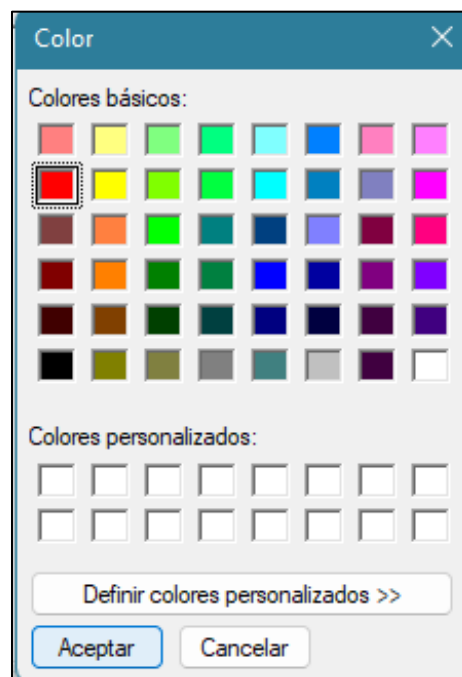 Color
Colores básicos:
Colores personalizados:
Definir colores personalizados >>
Aceptar
Cancelar